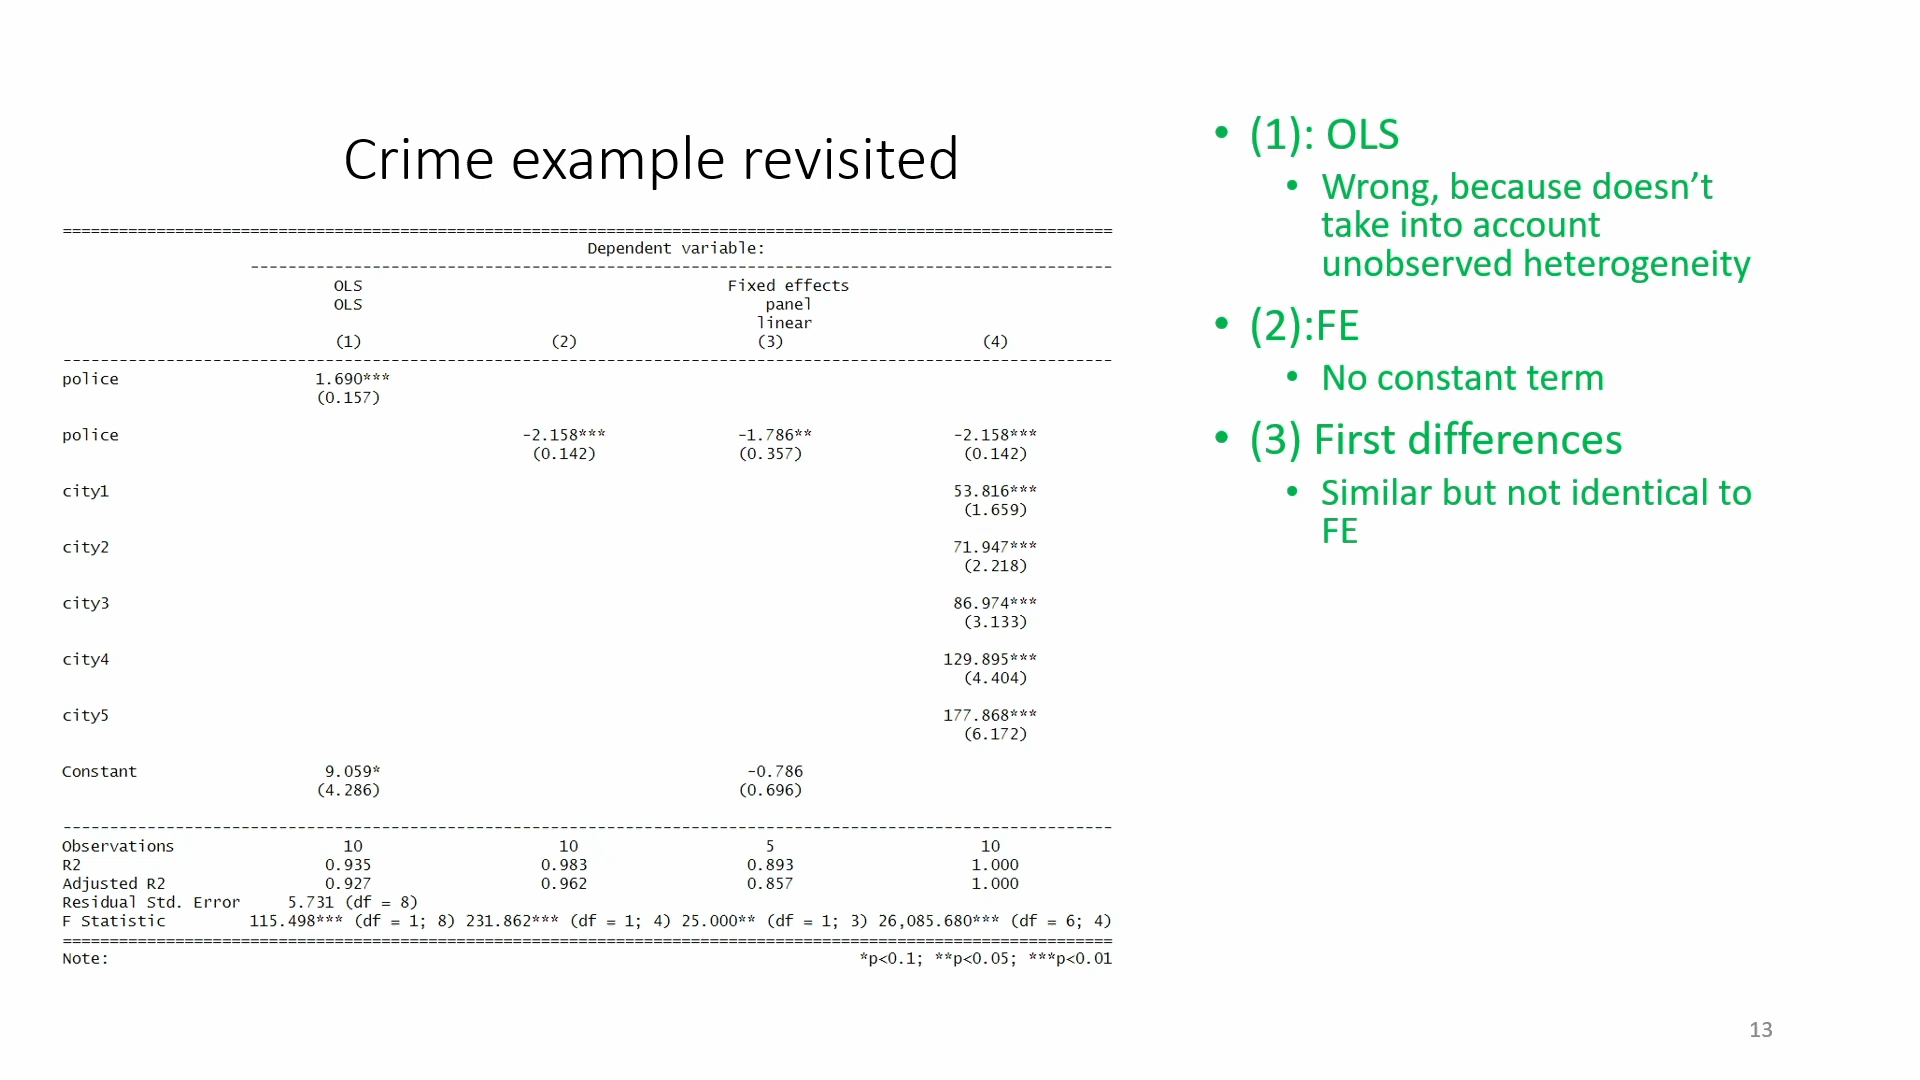 Crime example revisited
==========================================================================================
Dependent variable:
--------------------------------------------------------------------------
OLS Fixed effects
OLS panel
linear
(1) (2) (3) (4)
------------------------------------------------------------------------------------------
police 1.690***
(0.157)
police -2.158*** -1.786** -2.158***
(0.142) (0.357) (0.142)
city1 53.816***
(1.659)
city2 71.947***
(2.218)
city3 86.974***
(3.133)
city4 129.895***
(4.404)
city5 177.868***
(6.172)
Constant 9.059* -0.786
(4.286) (0.696)
------------------------------------------------------------------------------------------
Observations 10 10 5 10
R2 0.935 0.983 0.893 1.000
Adjusted R2 0.927 0.962 0.857 1.000
Residual Std. Error 5.731 (df = 8)
F Statistic 115.498*** (df = 1; 8) 231.862*** (df = 1; 4) 25.000** (df = 1; 3) 26,085.680*** (df = 6; 4)
==========================================================================================
Note: *p<0.1; **p<0.05; ***p<0.01
• (1): OLS
• Wrong, because doesn’t
take into account
unobserved heterogeneity
• (2):FE
• No constant term
• (3) First differences
• Similar but not identical to
FE
13